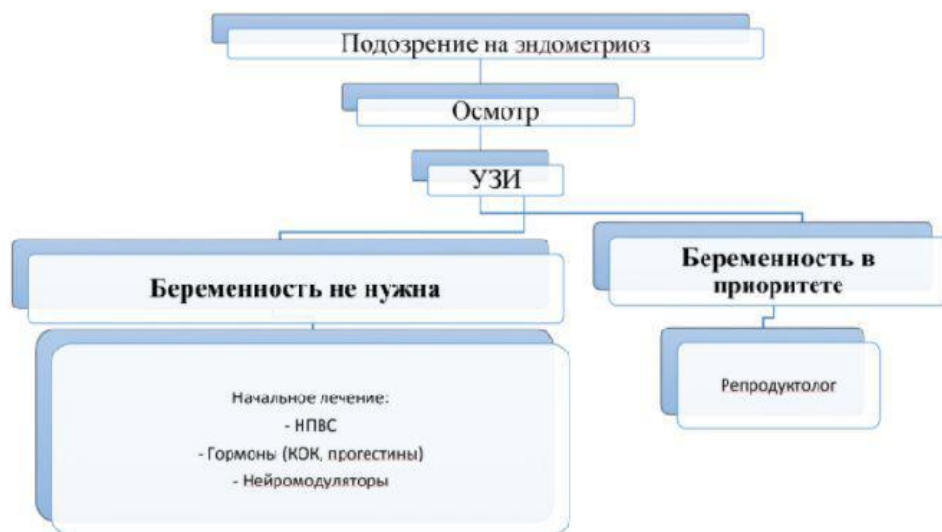 Подозрение на эндометриоз
Осмотр
УЗИ
Беременность не нужна
Беременность в
приоритете
Начальное лечение:
- НПВС
- Гормоны (КОК, прогестины)
- Нейромодуляторы
Репродуктолог